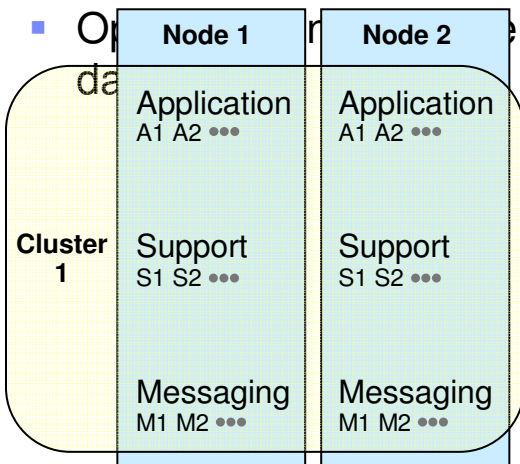 Node 1 Node 2
Application Application
A1 A2 ••• A1 A2 •••
Cluster
1
Support Support
S1 S2 ••• S1 S2 •••
Messaging Messaging
M1 M2 ••• M1 M2 •••